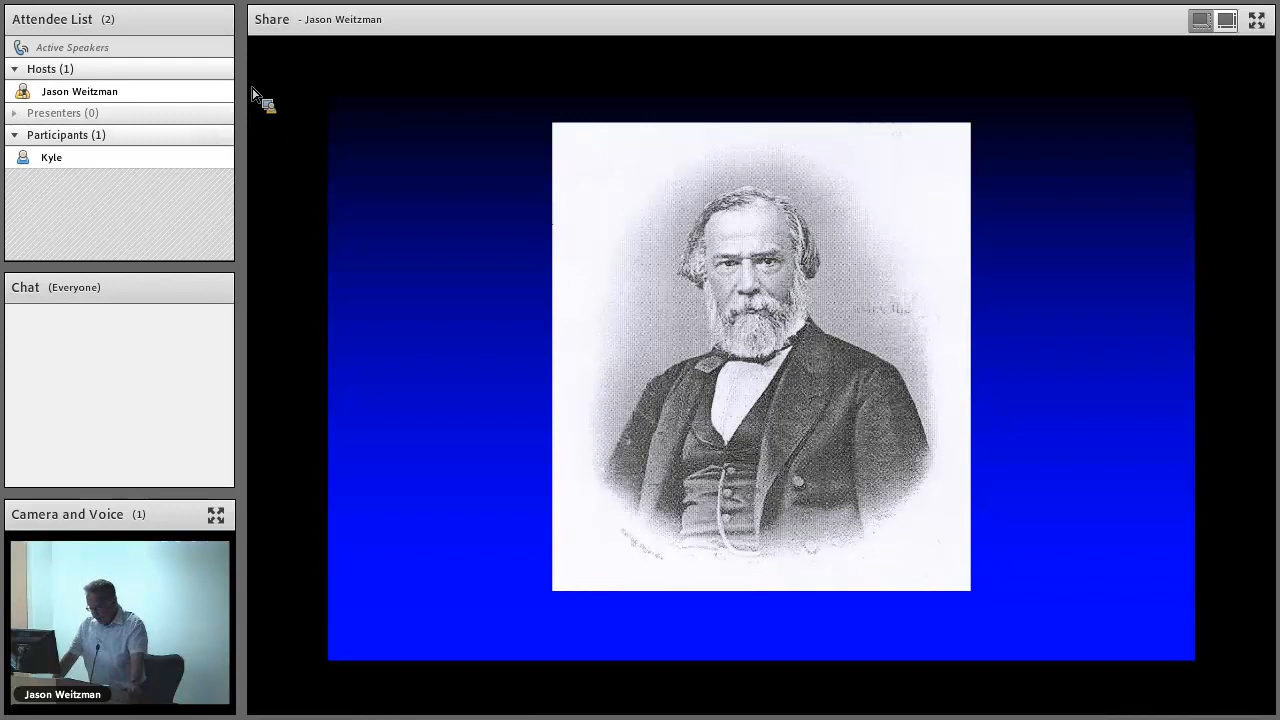 Attendee List (2)
Active Speakers
Hosts (1)
Jason Weitzman
Presenters (0)
Participants (1)
Kyle
Chat (Everyone)
Camera and Voice (1)
Jason Weitzman
Share - Jason Weitzman